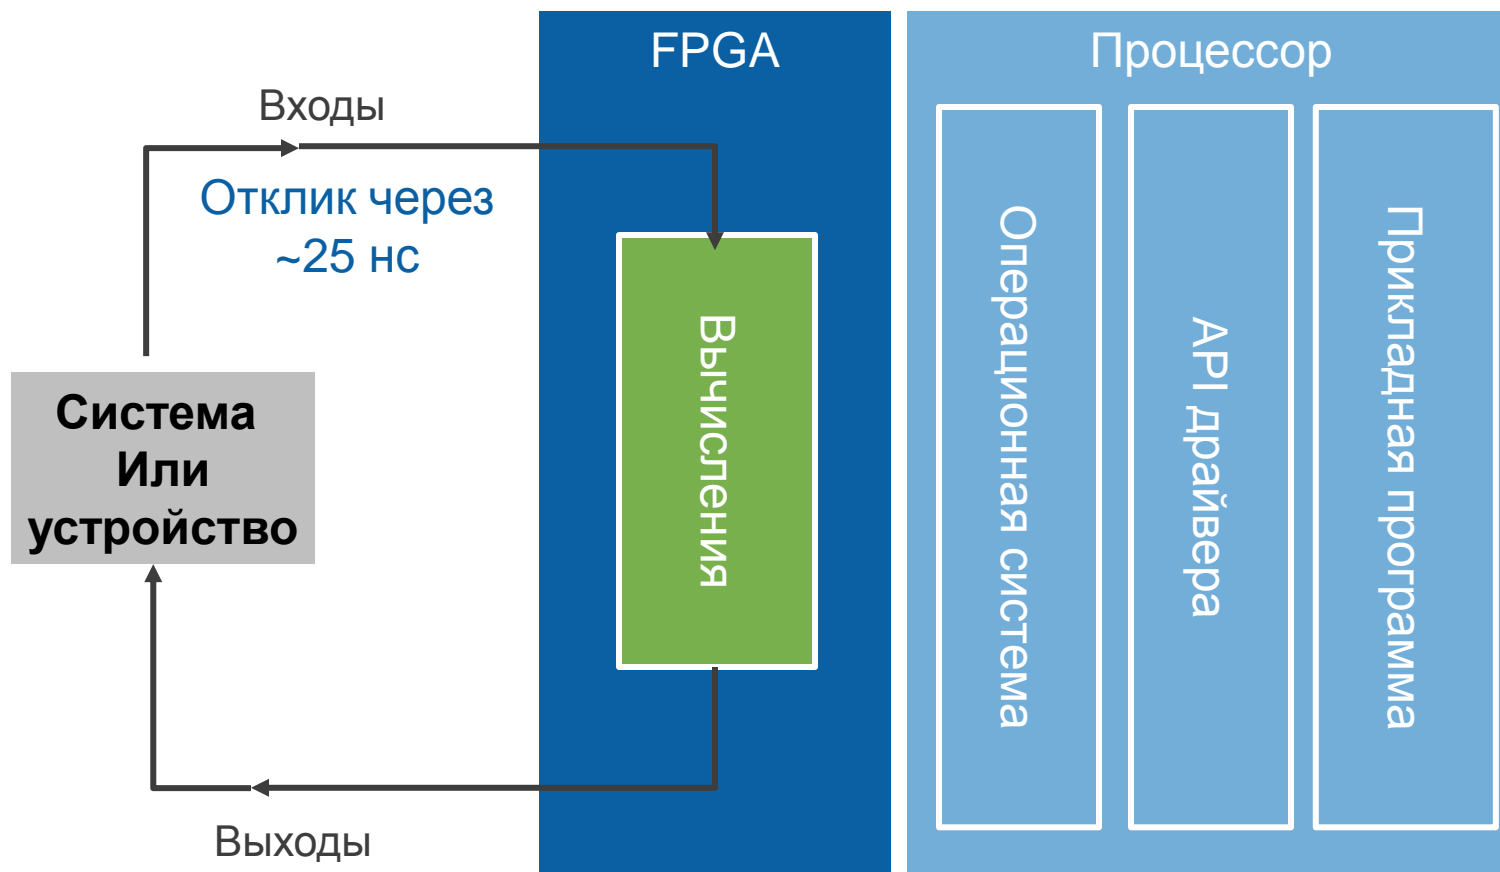 FPGA
Процессор
Входы
Отклик через
~25 нс
Система
Или
устройство
Вычисления
Операционная система
API драйвера
Прикладная программа
Выходы